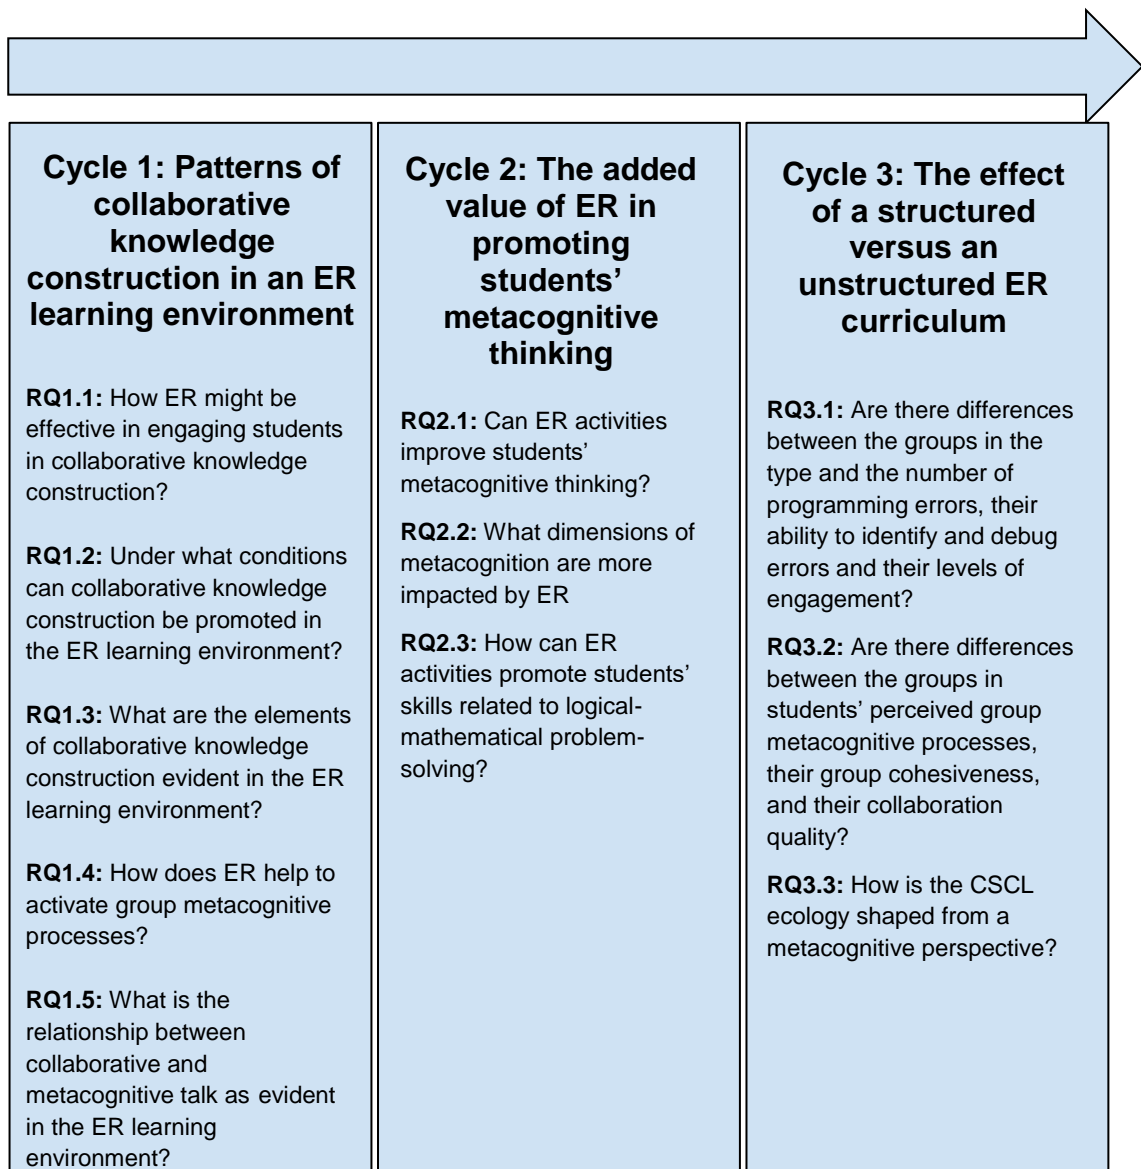 Cycle 1: Patterns of
collaborative
knowledge
construction in an ER
learning environment
RQ1.1: How ER might be
effective in engaging students
in collaborative knowledge
construction?
RQ1.2: Under what conditions
can collaborative knowledge
construction be promoted in
the ER learning environment?
RQ1.3: What are the elements
of collaborative knowledge
construction evident in the ER
learning environment?
RQ1.4: How does ER help to
activate group metacognitive
processes?
RQ1.5: What is the
relationship between
collaborative and
metacognitive talk as evident
in the ER learning
environment?
Cycle 2: The added
value of ER in
promoting
students’
metacognitive
thinking
RQ2.1: Can ER activities
improve students’
metacognitive thinking?
RQ2.2: What dimensions of
metacognition are more
impacted by ER
RQ2.3: How can ER
activities promote students’
skills related to logical-
mathematical problem-
solving?
Cycle 3: The effect
of a structured
versus an
unstructured ER
curriculum
RQ3.1: Are there differences
between the groups in the
type and the number of
programming errors, their
ability to identify and debug
errors and their levels of
engagement?
RQ3.2: Are there differences
between the groups in
students’ perceived group
metacognitive processes,
their group cohesiveness,
and their collaboration
quality?
RQ3.3: How is the CSCL
ecology shaped from a
metacognitive perspective?